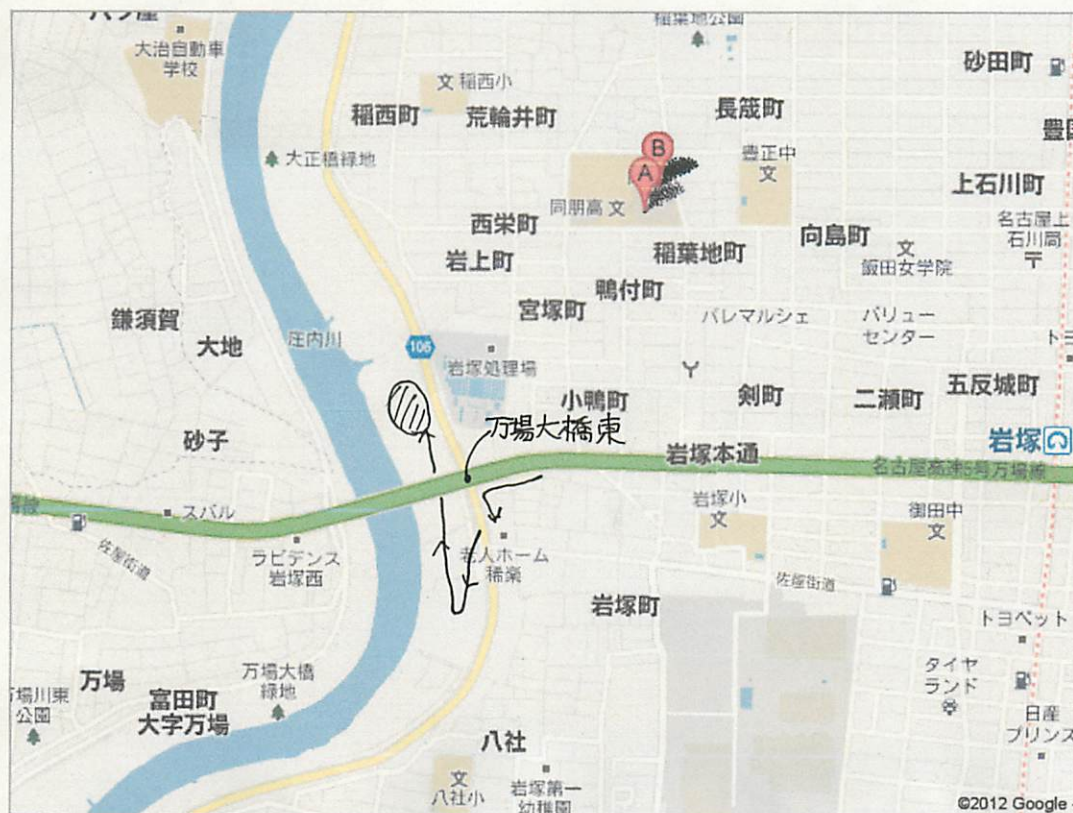 大治自動車
学校
稲葉地公園
砂田町
文 稲西小
稲西町
荒輪井町
長筬町
豊国
大正橋緑地
B
A
豊正中
文
同朋高 文
上石川町
西栄町
名古屋上
石川局
岩上町
稲葉地町
向島町
文
飯田女学院
鴨付町
宮塚町
バレマルシェ
バリュー
センター
鎌須賀
大地
庄内川
106
岩塚処理場
小鴨町
剣町
二瀬町
五反城町
万場大橋東
砂子
岩塚本通
岩塚
名古屋高速5号万場線
スバル
岩塚小
文
御田中
文
佐屋街道
ラビデンス
岩塚西
老人ホーム
稀楽
佐屋街道
岩塚町
トヨペット
万場
万場大橋
緑地
タイヤ
ランド
富田町
大字万場
場川東
公園
日産
プリンス
八社
文
八社小
岩塚第一
幼稚園
©2012 Google